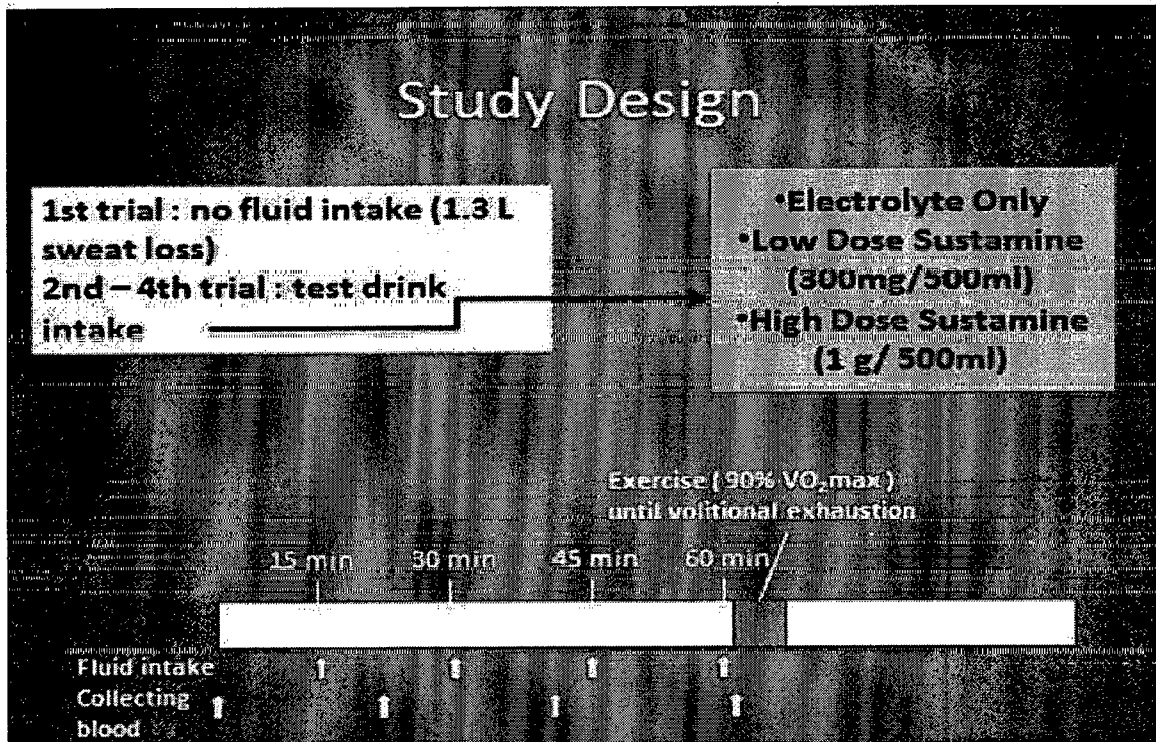 Study Design
1st trial : no fluid intake (1.3 L
sweat loss)
2nd – 4th trial : test drink
intake
•Electrolyte Only
•Low Dose Sustamine
(300mg/500ml)
•High Dose Sustamine
(1 g/ 500ml)
Exercise ( 90% VO₂max )
until volitional exhaustion
15 min 30 min 45 min 60 min
Fluid intake
Collecting
blood